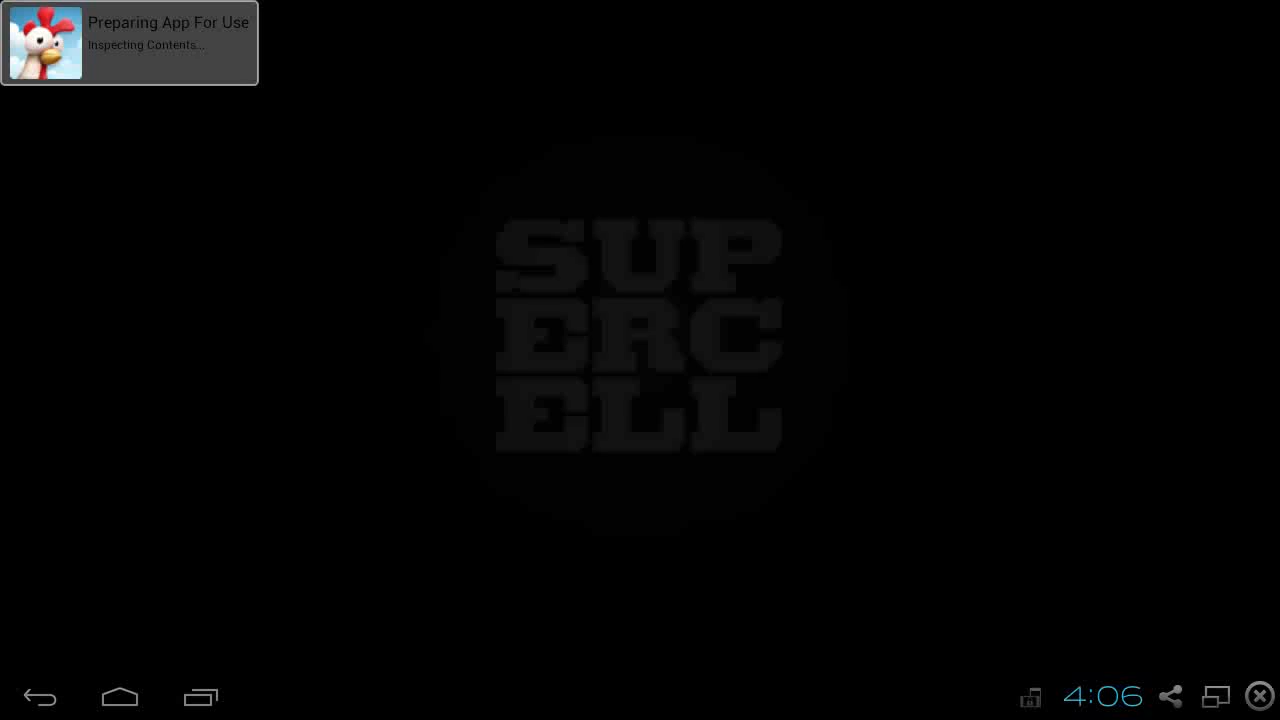 Preparing App For Use
Inspecting Contents...
SUP
ERC
ELL
4:06